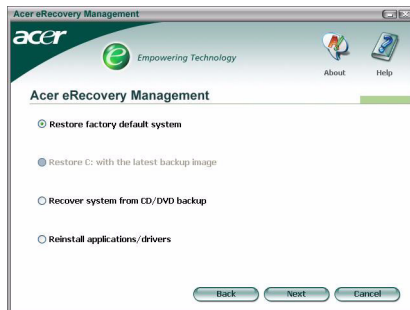 Acer eRecovery Management
acer
e Empowering Technology
About Help
Acer eRecovery Management
Restore factory default system
Restore C: with the latest backup image
Recover system from CD/DVD backup
Reinstall applications/drivers
Back Next Cancel